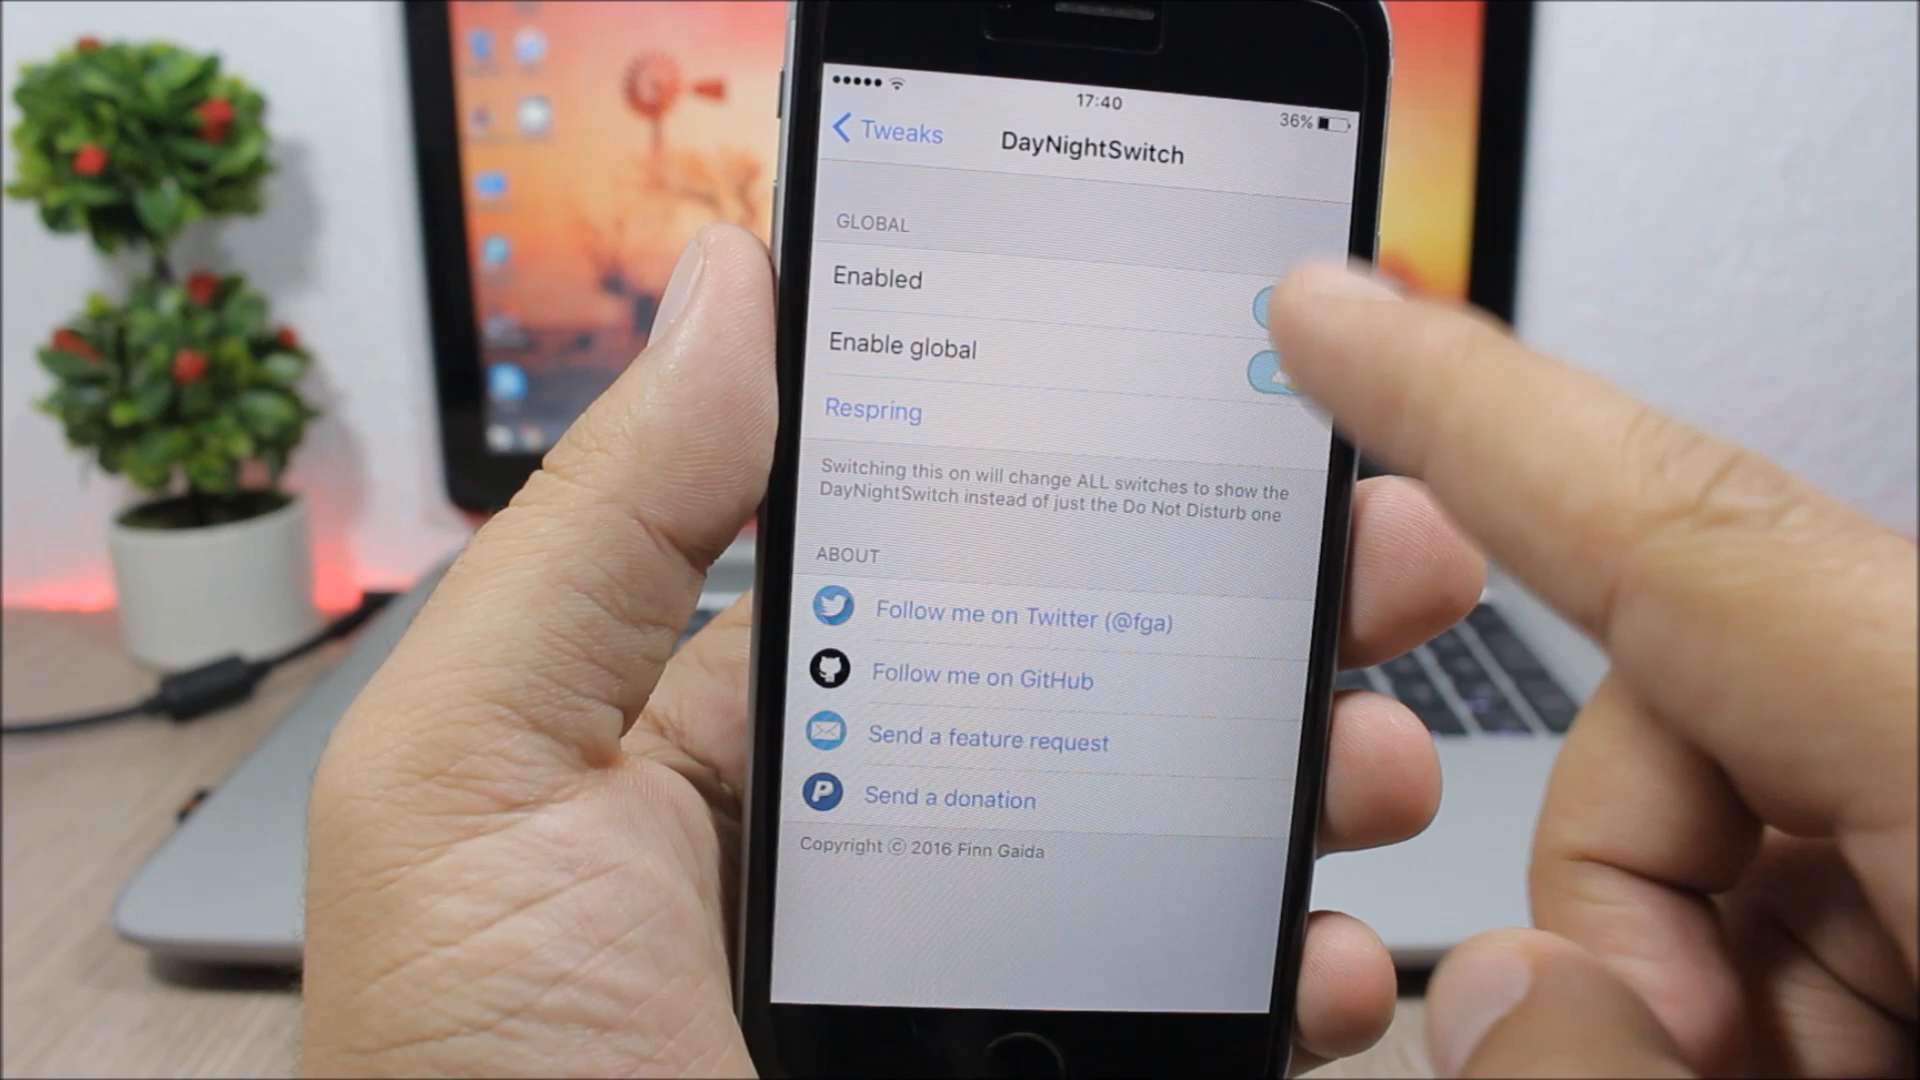 17:40
36%
Tweaks
DayNightSwitch
GLOBAL
Enabled
Enable global
Respring
Switching this on will change ALL switches to show the
DayNightSwitch instead of just the Do Not Disturb one
ABOUT
Follow me on Twitter (@fga)
Follow me on GitHub
Send a feature request
Send a donation
Copyright © 2016 Finn Gaida